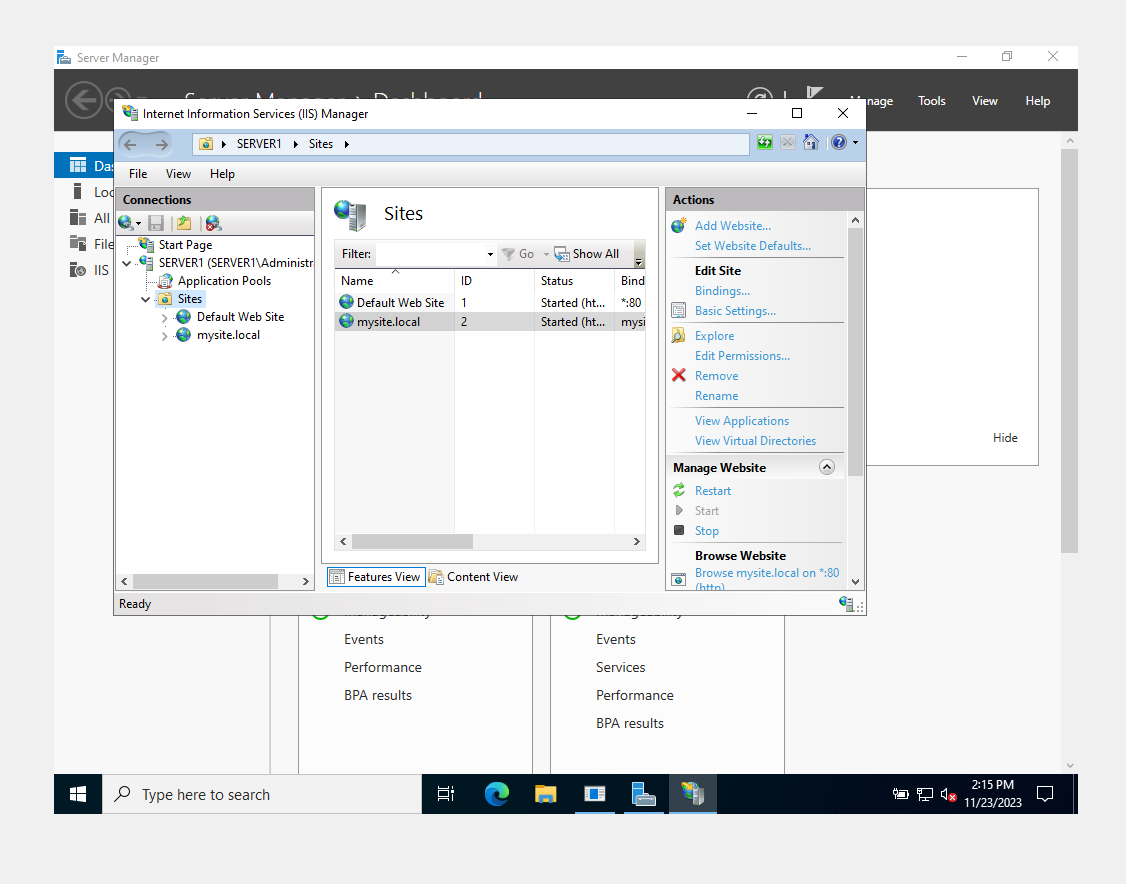 Server Manager
Server Manager Dashboard
Manage
Tools
View
Help
Internet Information Services (IIS) Manager
SERVER1
Sites
File
View
Help
Connections
Start Page
SERVER1 (SERVER1\Administr
Application Pools
Sites
Default Web Site
mysite.local
Sites
Filter:
Go
Show All
Name
ID
Status
Bind
Default Web Site
1
Started (ht...
*:80
mysite.local
2
Started (ht...
mysi
Features View
Content View
Actions
Add Website...
Set Website Defaults...
Edit Site
Bindings...
Basic Settings...
Explore
Edit Permissions...
Remove
Rename
View Applications
View Virtual Directories
Manage Website
Restart
Start
Stop
Browse Website
Browse mysite.local on *:80
(http)
Ready
Das
Loc
All
File
IIS
Hide
Manageability
Events
Performance
BPA results
Manageability
Events
Services
Performance
BPA results
Type here to search
2:15 PM
11/23/2023